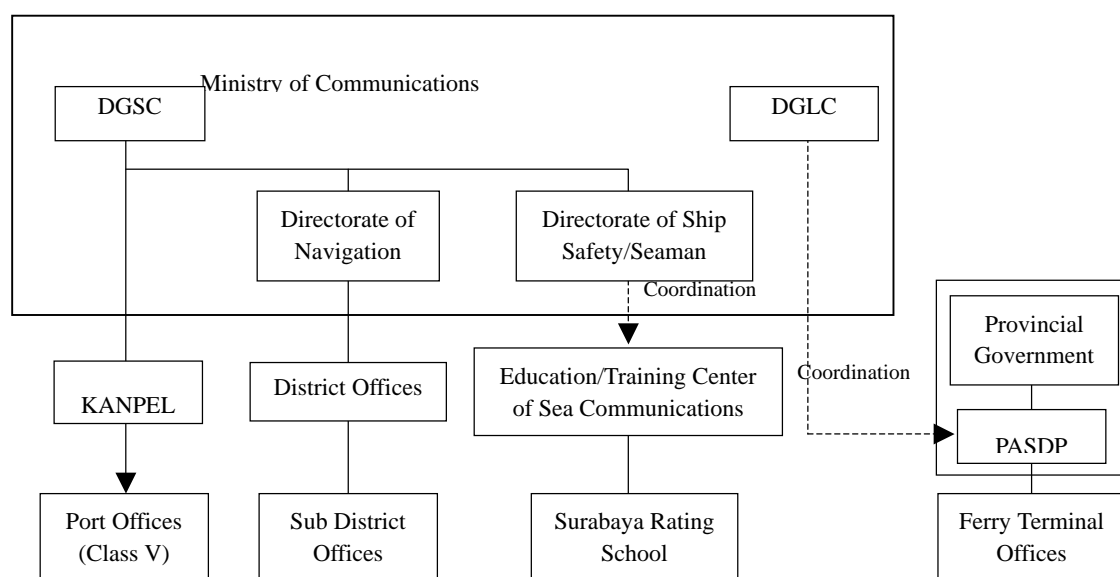 Ministry of Communications
DGSC
DGLC
Directorate of
Navigation
Directorate of Ship
Safety/Seaman
Coordination
Provincial
Government
KANPEL
District Offices
Education/Training Center
of Sea Communications
Coordination
PASDP
Port Offices
(Class V)
Sub District
Offices
Surabaya Rating
School
Ferry Terminal
Offices